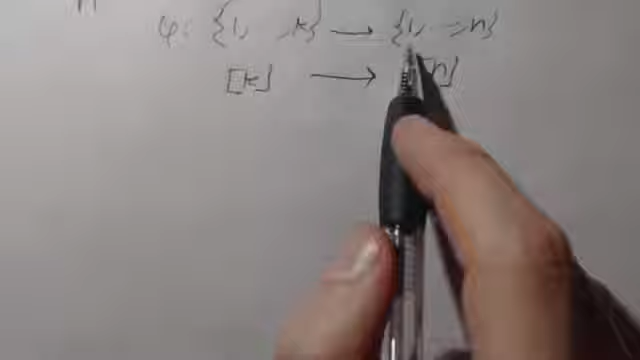 φ: {1, ,k} → {1, →,n}
[k] → [n]